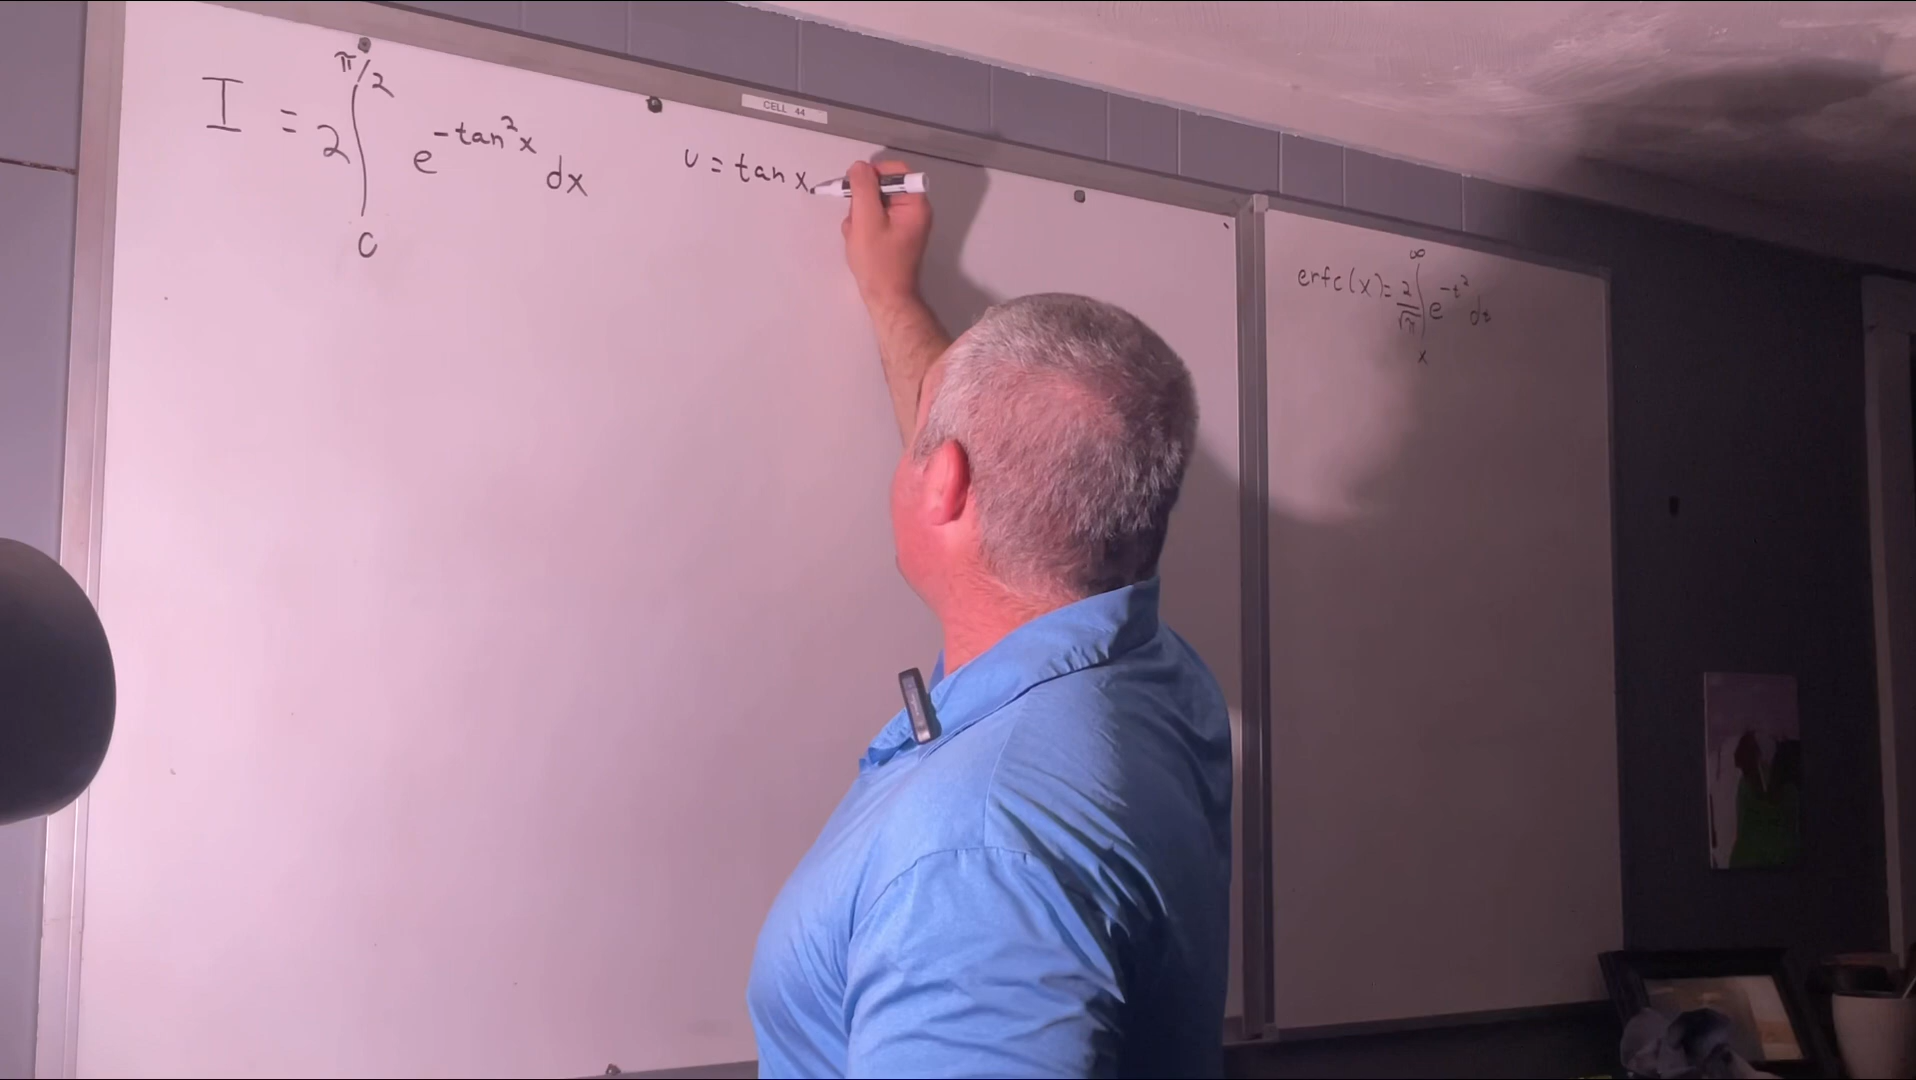 I = 2∫₀^(π/2) e^(-tan²x) dx
CELL 44
u = tan x
erfc(x) = 2/√π ∫ₓ^∞ e^(-t²) dt